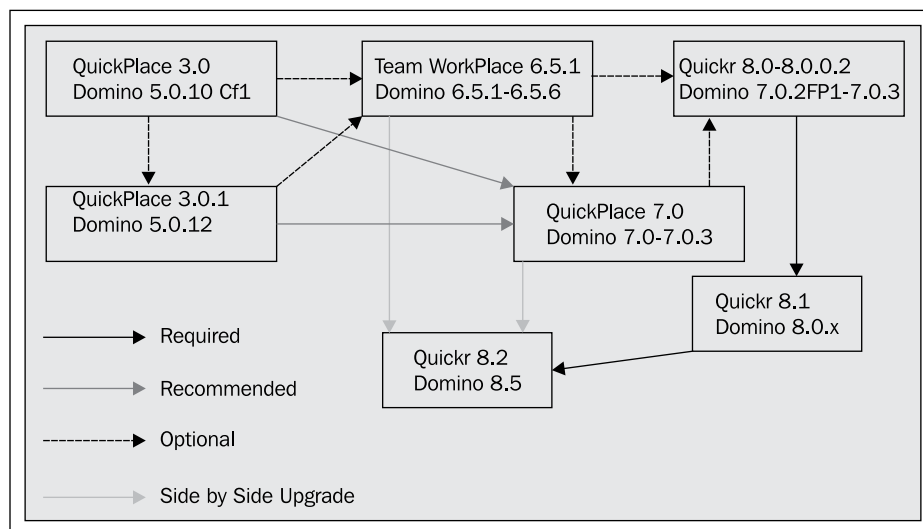 QuickPlace 3.0
Domino 5.0.10 Cf1
Team WorkPlace 6.5.1
Domino 6.5.1-6.5.6
Quickr 8.0-8.0.0.2
Domino 7.0.2FP1-7.0.3
QuickPlace 3.0.1
Domino 5.0.12
QuickPlace 7.0
Domino 7.0-7.0.3
Quickr 8.1
Domino 8.0.x
Quickr 8.2
Domino 8.5
Required
Recommended
Optional
Side by Side Upgrade